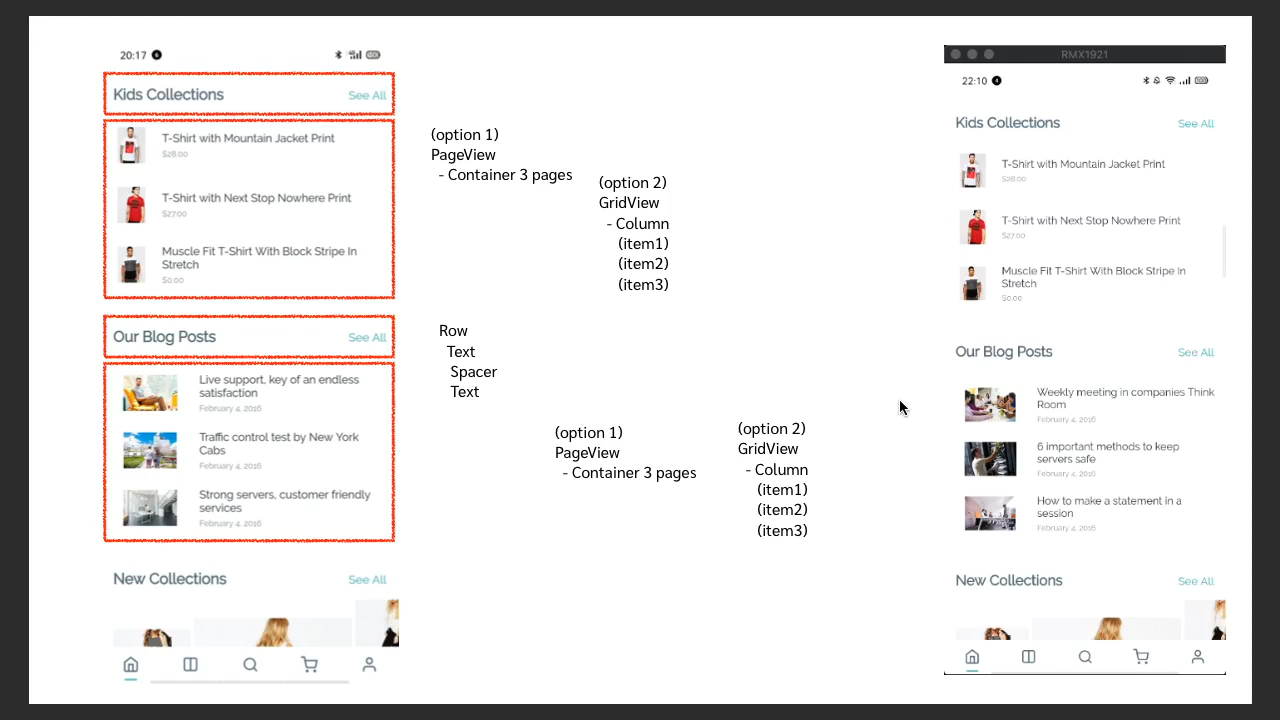 20:17
Kids Collections
See All
T-Shirt with Mountain Jacket Print
$28.00
T-Shirt with Next Stop Nowhere Print
$27.00
Muscle Fit T-Shirt With Block Stripe In
Stretch
$0.00
Our Blog Posts
See All
Live support, key of an endless
satisfaction
February 4, 2016
Traffic control test by New York
Cabs
February 4, 2016
Strong servers, customer friendly
services
February 4, 2016
New Collections
See All
(option 1)
PageView
- Container 3 pages
(option 2)
GridView
- Column
(item1)
(item2)
(item3)
Row
Text
Spacer
Text
(option 1)
PageView
- Container 3 pages
(option 2)
GridView
- Column
(item1)
(item2)
(item3)
RMX1921
22:10
Kids Collections
See All
T-Shirt with Mountain Jacket Print
$28.00
T-Shirt with Next Stop Nowhere Print
$27.00
Muscle Fit T-Shirt With Block Stripe In
Stretch
$0.00
Our Blog Posts
See All
Weekly meeting in companies Think
Room
February 4, 2016
6 important methods to keep
servers safe
February 4, 2016
How to make a statement in a
session
February 4, 2016
New Collections
See All